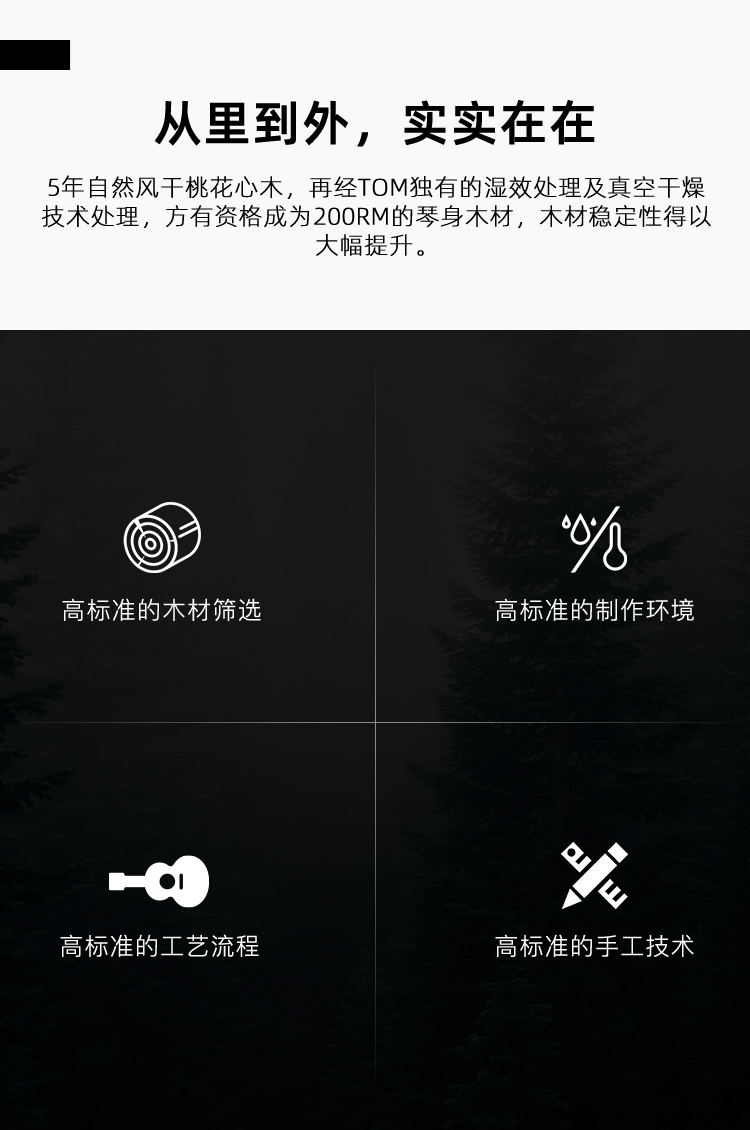 从里到外，实实在在
5年自然风干桃花心木，再经TOM独有的湿效处理及真空干燥
技术处理，方有资格成为200RM的琴身木材，木材稳定性得以
大幅提升。
高标准的木材筛选
高标准的制作环境
高标准的工艺流程
高标准的手工技术